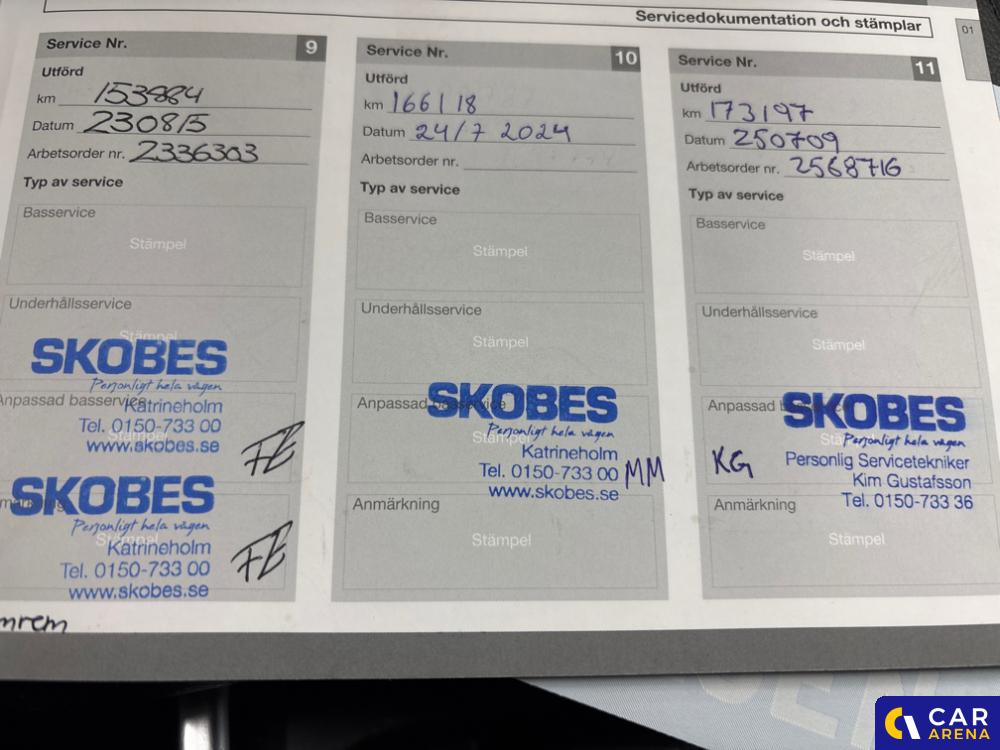 Servicedokumentation och stämplar
01
Service Nr. 9
Utförd
km 153884
Datum 230815
Arbetsorder nr. 2336303
Typ av service
Basservice
Stämpel
Underhållsservice
Stämpel
SKOBES
Personligt hela vägen
Anpassad basservice
Katrineholm
Tel. 0150-733 00
www.skobes.se
FE
SKOBES
Personligt hela vägen
Stämpel
Katrineholm
Tel. 0150-733 00
www.skobes.se
FE
mrem
Service Nr. 10
Utförd
km 166118
Datum 24/7 2024
Arbetsorder nr.
Typ av service
Basservice
Stämpel
Underhållsservice
Stämpel
Anpassad basservice
SKOBES
Stämpel
Personligt hela vägen
Katrineholm
Tel. 0150-733 00 MM
www.skobes.se
Anmärkning
Stämpel
Service Nr. 11
Utförd
km 173197
Datum 250709
Arbetsorder nr. 2568716
Typ av service
Basservice
Stämpel
Underhållsservice
Stämpel
Anpassad
SKOBES
Personligt hela vägen
KG
Personlig Servicetekniker
Kim Gustafsson
Tel. 0150-733 36
Anmärkning
Stämpel
CAR
ARENA